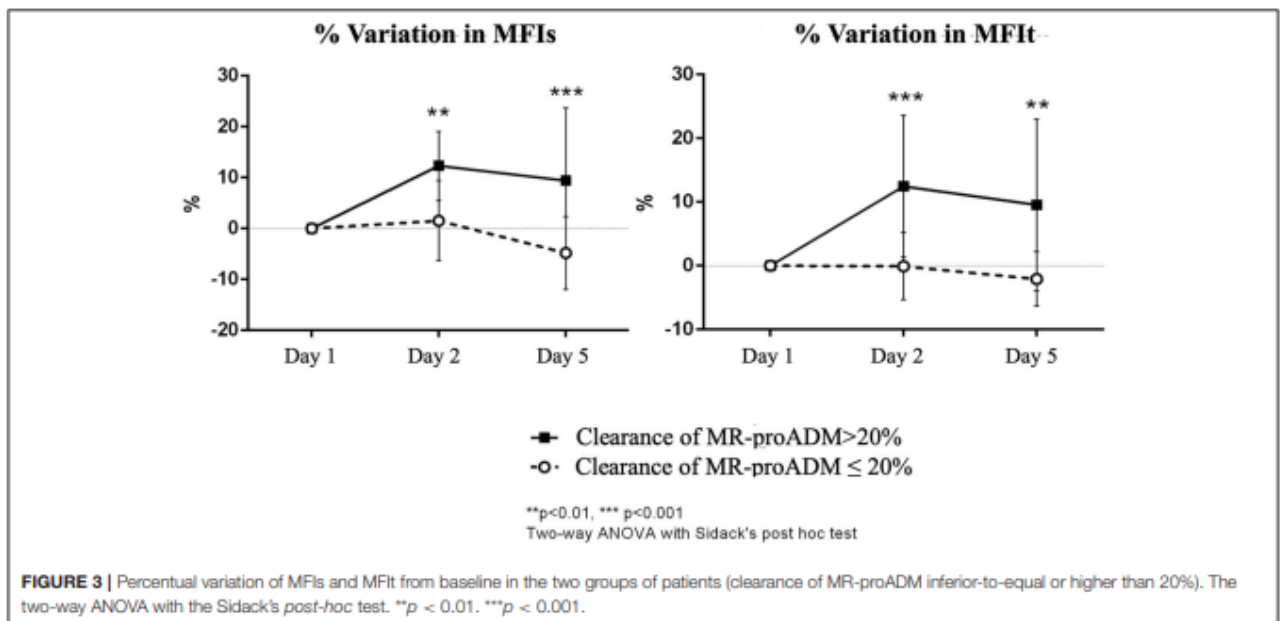 % Variation in MFIs
% Variation in MFIt
30
20
10
0
-10
-20
%
**
***
Day 1 Day 2 Day 5
30
20
10
0
-10
%
***
**
Day 1 Day 2 Day 5
Clearance of MR-proADM>20%
Clearance of MR-proADM ≤ 20%
**p<0.01, *** p<0.001
Two-way ANOVA with Sidack's post hoc test
FIGURE 3 | Percentual variation of MFIs and MFIt from baseline in the two groups of patients (clearance of MR-proADM inferior-to-equal or higher than 20%). The
two-way ANOVA with the Sidack's post-hoc test. **p < 0.01. ***p < 0.001.